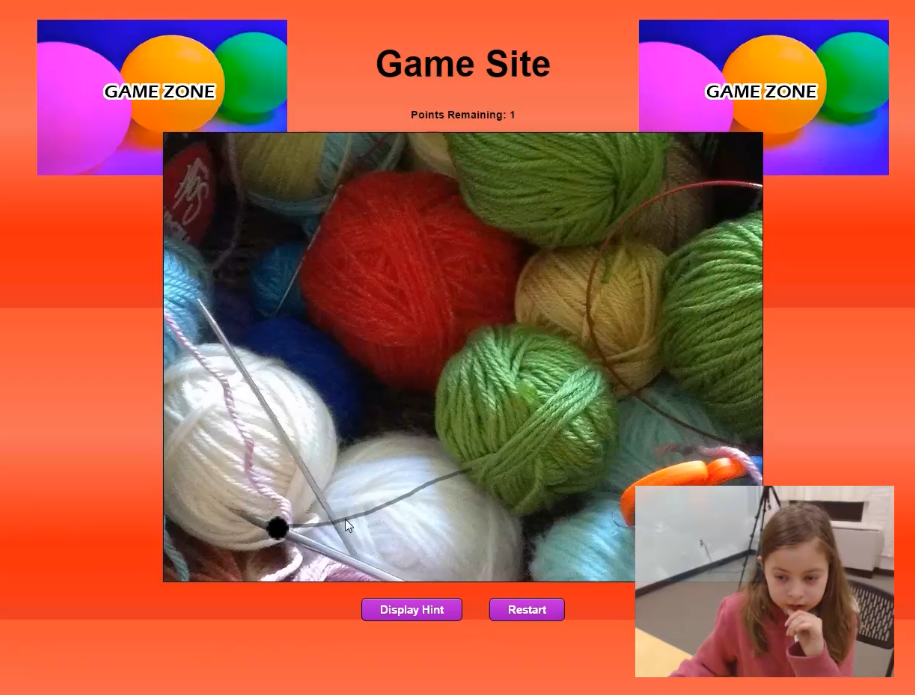 GAME ZONE
Game Site
GAME ZONE
Points Remaining: 1
Display Hint
Restart